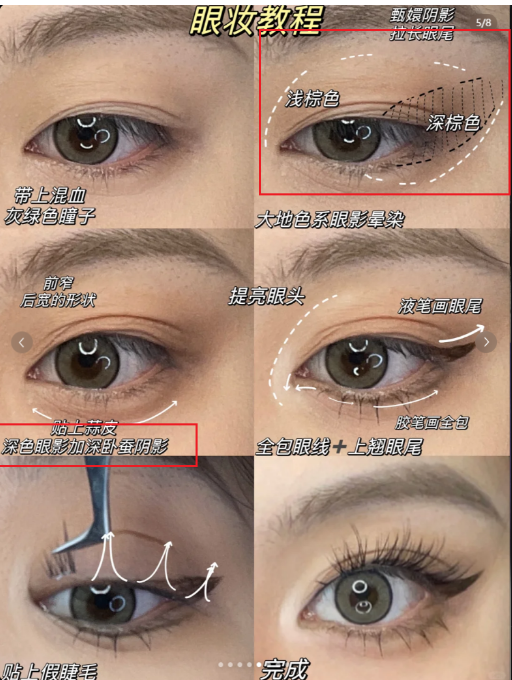 眼妆教程
甄嬛阴影
拉长眼尾
5/8
浅棕色
深棕色
带上混血
灰绿色瞳子
大地色系眼影晕染
前窄
后宽的形状
提亮眼头
液笔画眼尾
贴上蒜皮
深色眼影加深卧蚕阴影
胶笔画全包
全包眼线+上翘眼尾
贴上假睫毛
完成